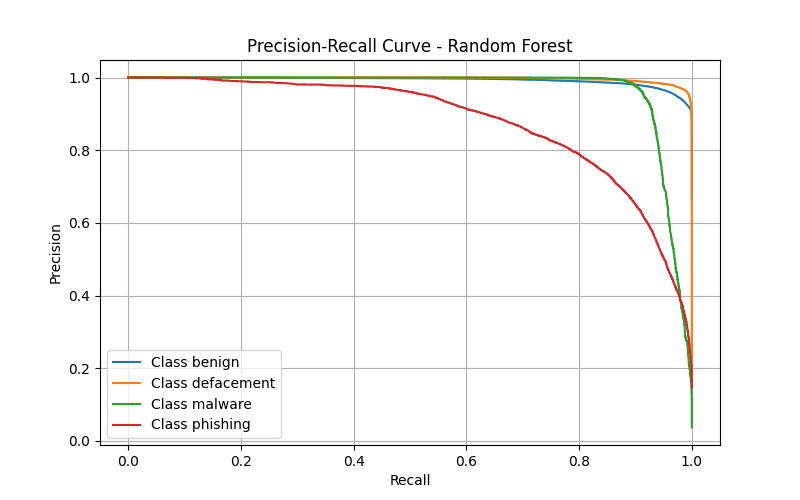 Precision-Recall Curve - Random Forest
1.0
0.8
0.6
0.4
0.2
0.0
Precision
Class benign
Class defacement
Class malware
Class phishing
0.0 0.2 0.4 0.6 0.8 1.0
Recall